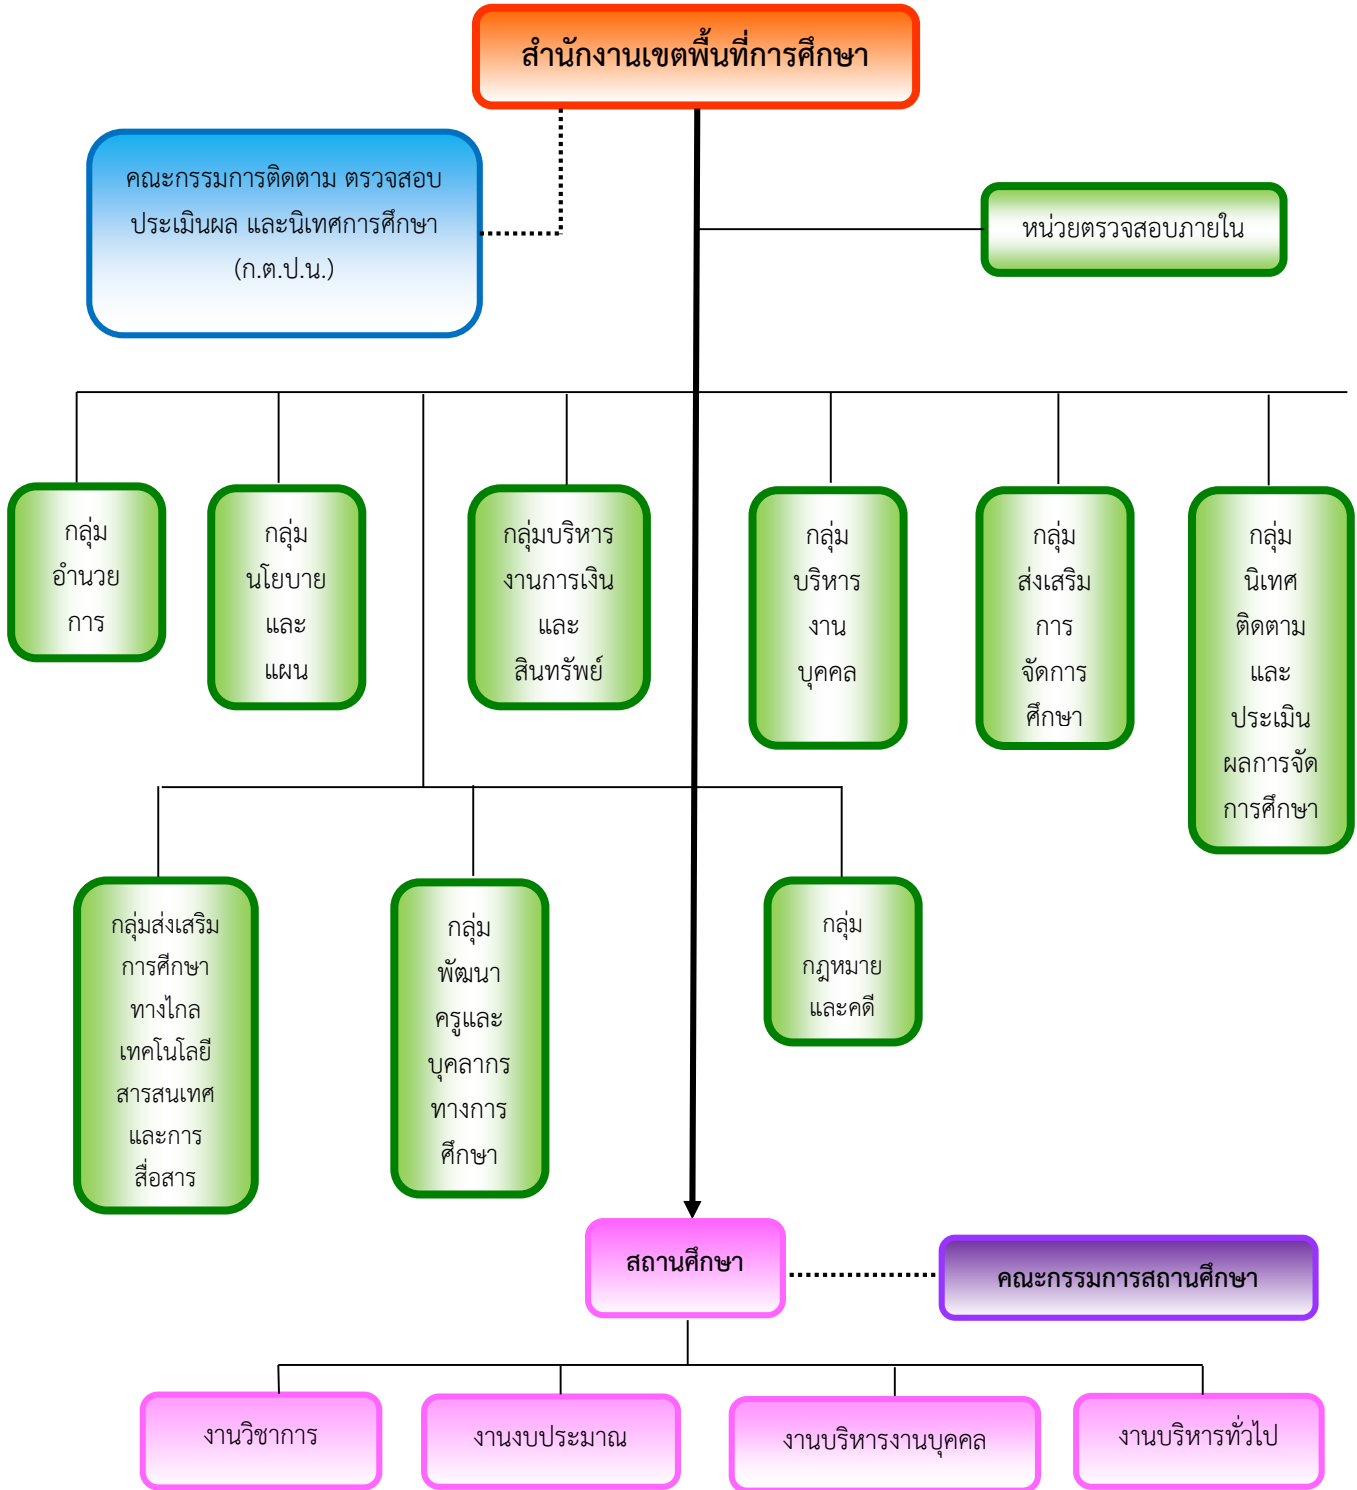 สำนักงานเขตพื้นที่การศึกษา
คณะกรรมการติดตาม ตรวจสอบ
ประเมินผล และนิเทศการศึกษา
(ก.ต.ป.น.)
หน่วยตรวจสอบภายใน
กลุ่ม
อำนวย
การ
กลุ่ม
นโยบาย
และ
แผน
กลุ่มบริหาร
งานการเงิน
และ
สินทรัพย์
กลุ่ม
บริหาร
งาน
บุคคล
กลุ่ม
ส่งเสริม
การ
จัดการ
ศึกษา
กลุ่ม
นิเทศ
ติดตาม
และ
ประเมิน
ผลการจัด
การศึกษา
กลุ่มส่งเสริม
การศึกษา
ทางไกล
เทคโนโลยี
สารสนเทศ
และการ
สื่อสาร
กลุ่ม
พัฒนา
ครูและ
บุคลากร
ทางการ
ศึกษา
กลุ่ม
กฎหมาย
และคดี
สถานศึกษา
คณะกรรมการสถานศึกษา
งานวิชาการ
งานงบประมาณ
งานบริหารงานบุคคล
งานบริหารทั่วไป